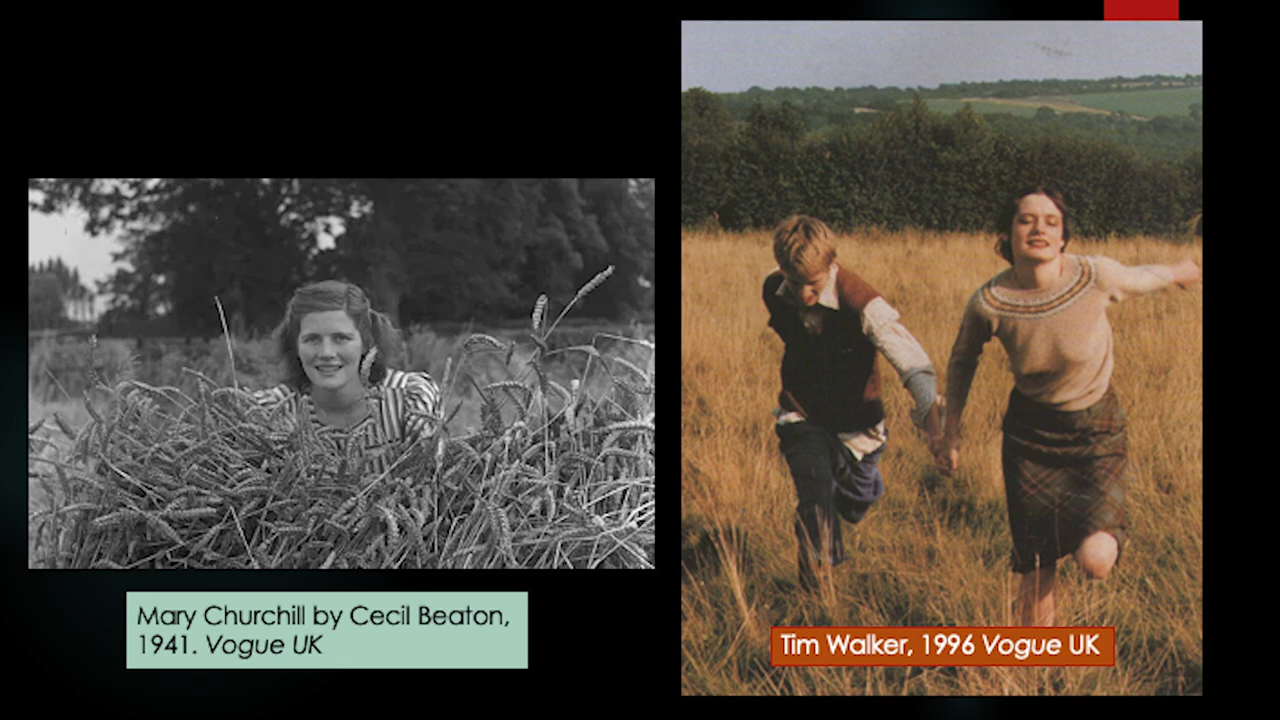 Mary Churchill by Cecil Beaton,
1941. Vogue UK
Tim Walker, 1996 Vogue UK